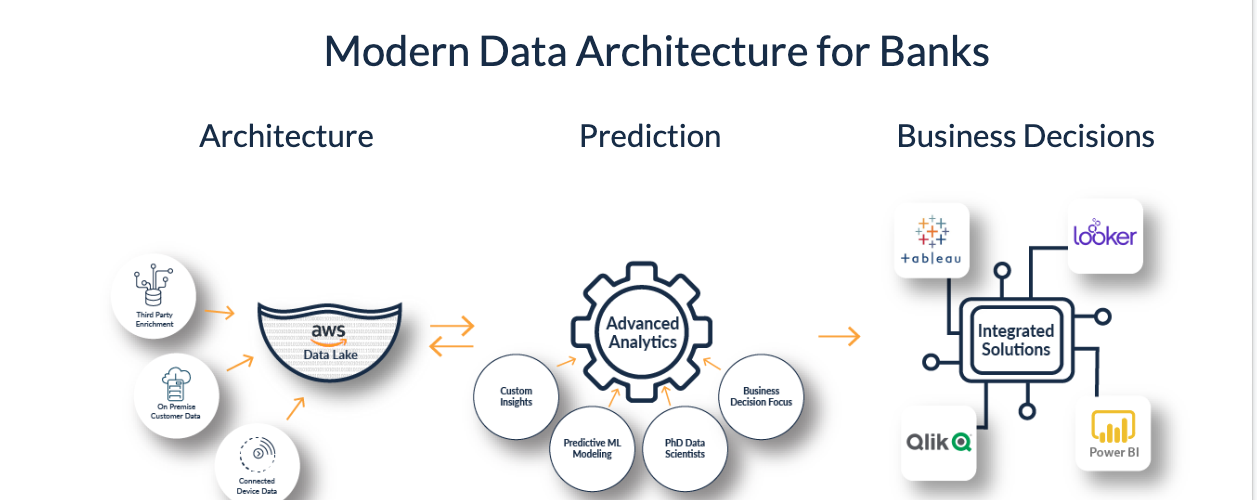 Modern Data Architecture for Banks
Architecture
Prediction
Business Decisions
Third Party
Enrichment
On Premise
Customer Data
Connected
Device Data
aws
Data Lake
Advanced
Analytics
Custom
Insights
Predictive ML
Modeling
PhD Data
Scientists
Business
Decision Focus
+ableau
looker
Integrated
Solutions
Qlik
Power BI